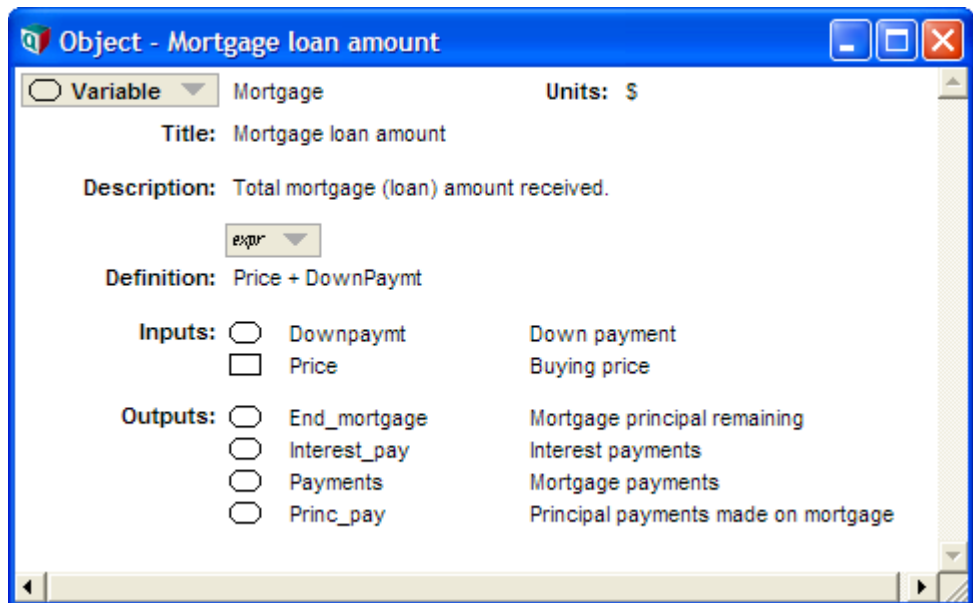 Object - Mortgage loan amount
Variable Mortgage Units: $
Title: Mortgage loan amount
Description: Total mortgage (loan) amount received.
expr
Definition: Price + DownPaymt
Inputs: Downpaymt Down payment
Price Buying price
Outputs: End_mortgage Mortgage principal remaining
Interest_pay Interest payments
Payments Mortgage payments
Princ_pay Principal payments made on mortgage